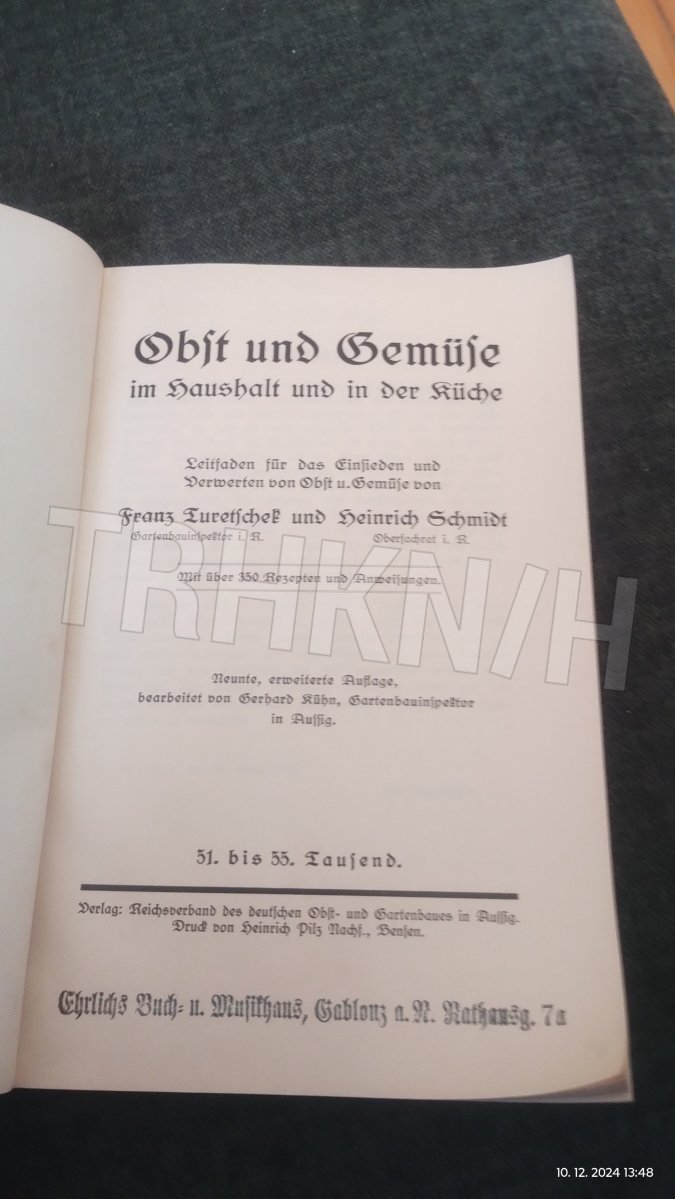 Obst und Gemüse
im Haushalt und in der Küche
Leitfaden für das Einsieden und
Verwerten von Obst u. Gemüse von
Franz Turetschek und Heinrich Schmidt
Gartenbauinspektor i. R. Oberfachrat i. R.
Mit über 350 Rezepten und Anweisungen.
TRHKN/H
Neunte, erweiterte Auflage,
bearbeitet von Gerhard Kühn, Gartenbauinspektor
in Aussig.
51. bis 55. Tausend.
Verlag: Reichsverband des deutschen Obst- und Gartenbaues in Aussig.
Druck von Heinrich Pilz Nachf., Bensen.
Ehrlichs Buch- u. Musikhaus, Gablonz a. N. Rathausg. 7a
10. 12. 2024 13:48